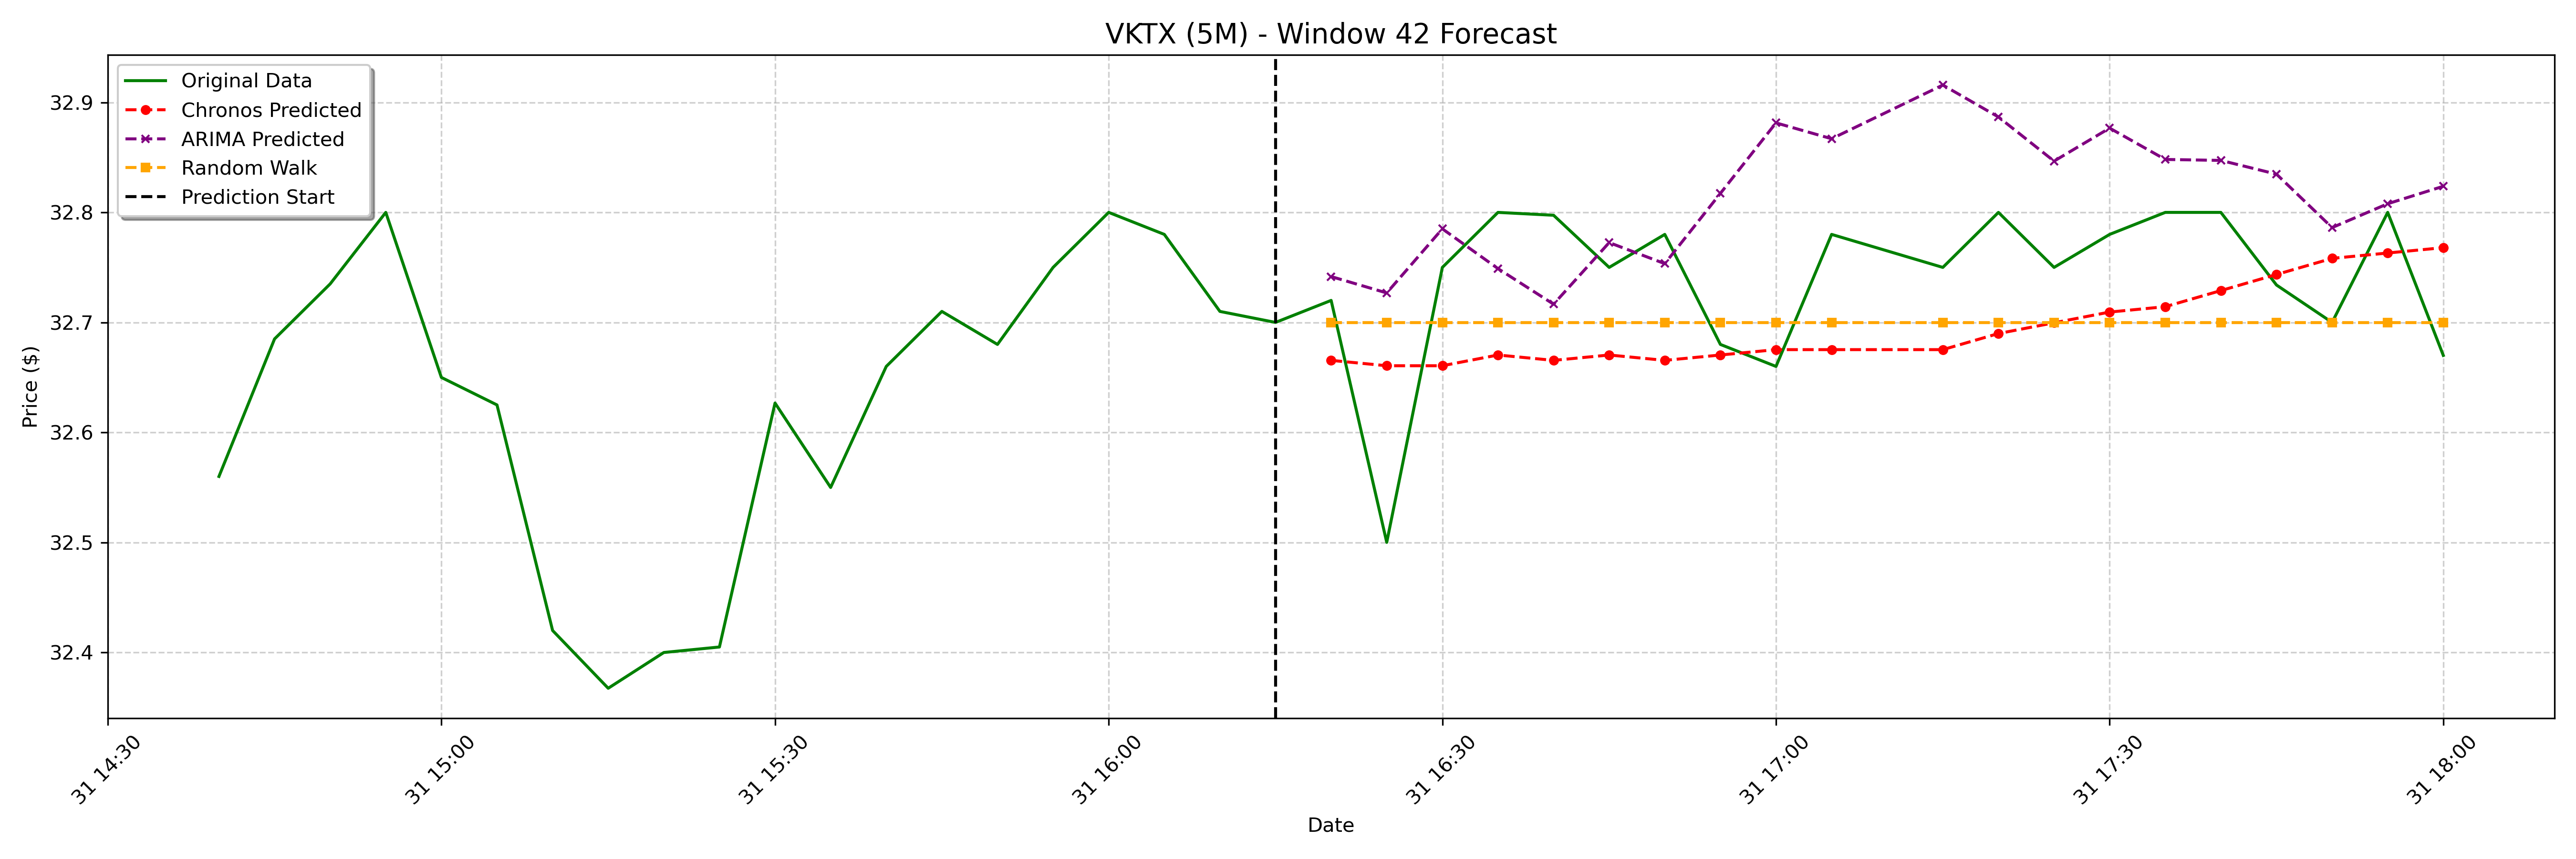 VKTX (5M) - Window 42 Forecast
Original Data
Chronos Predicted
ARIMA Predicted
Random Walk
Prediction Start
Price ($)
32.9
32.8
32.7
32.6
32.5
32.4
31 14:30
31 15:00
31 15:30
31 16:00
31 16:30
31 17:00
31 17:30
31 18:00
Date